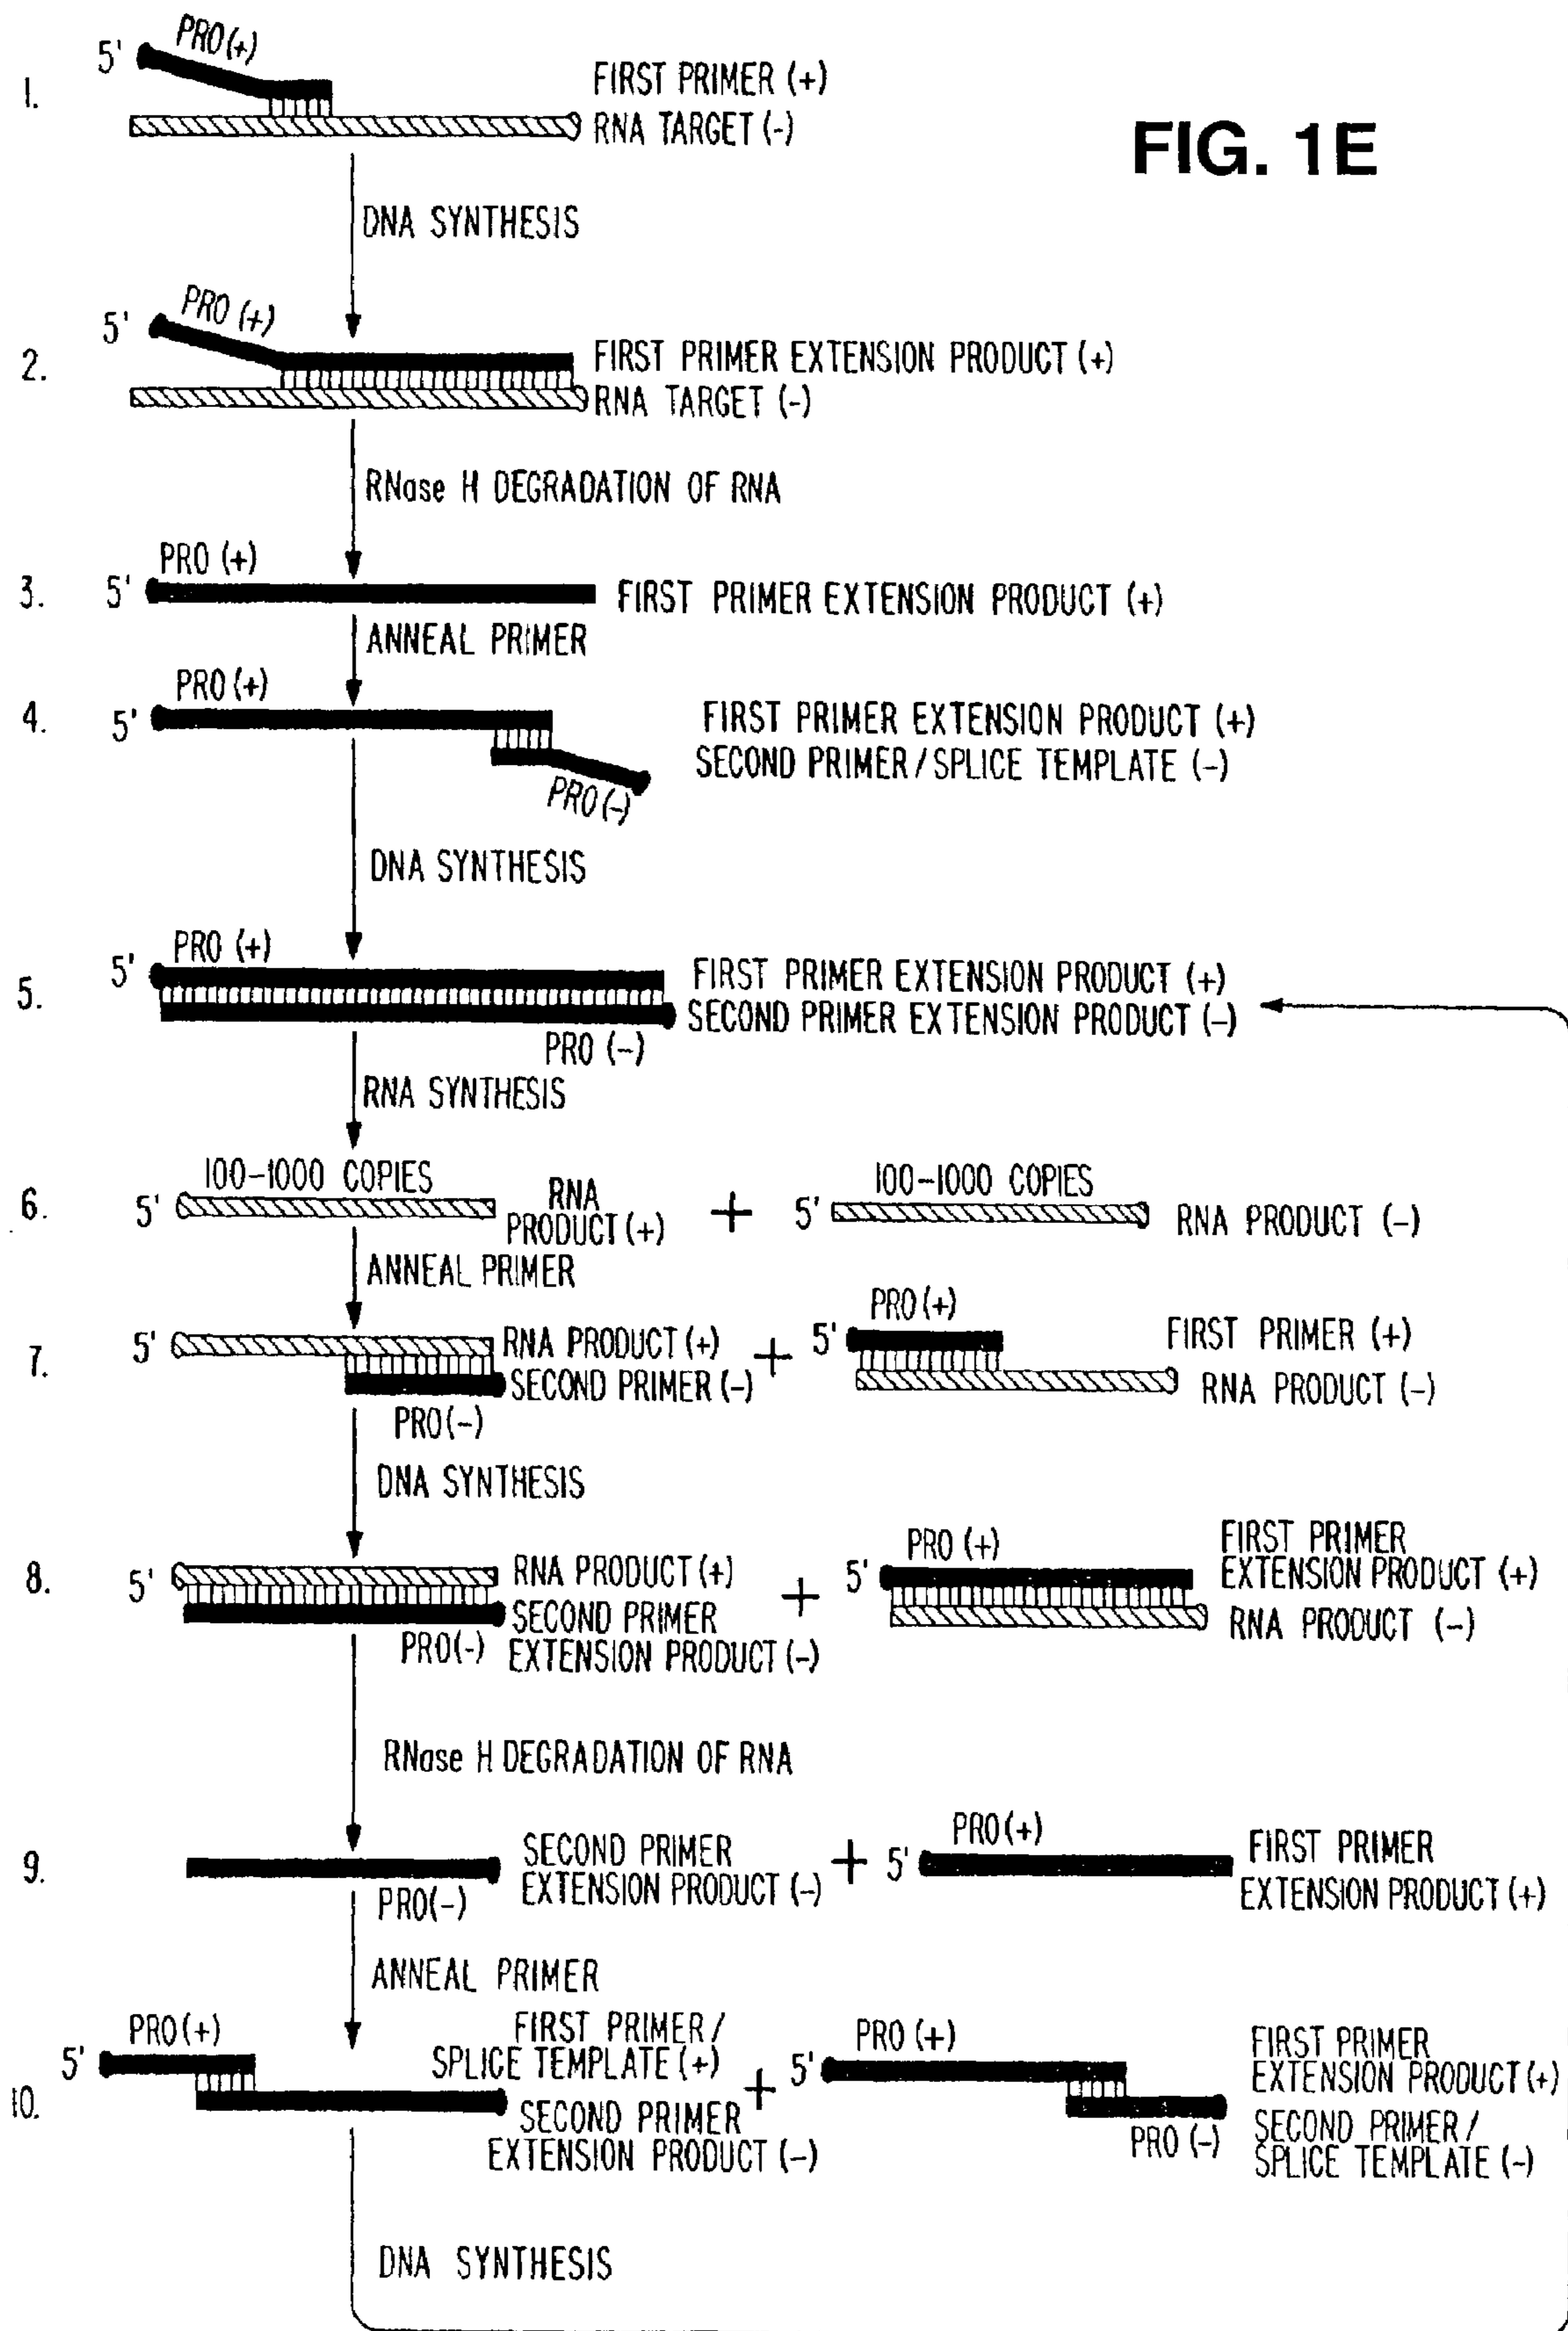 FIG. 1E
1.
5'
PRO (+)
FIRST PRIMER (+)
RNA TARGET (-)
DNA SYNTHESIS
2.
5'
PRO (+)
FIRST PRIMER EXTENSION PRODUCT (+)
RNA TARGET (-)
RNase H DEGRADATION OF RNA
3.
5'
PRO (+)
FIRST PRIMER EXTENSION PRODUCT (+)
ANNEAL PRIMER
4.
5'
PRO (+)
FIRST PRIMER EXTENSION PRODUCT (+)
SECOND PRIMER / SPLICE TEMPLATE (-)
PRO (-)
DNA SYNTHESIS
5.
5'
PRO (+)
FIRST PRIMER EXTENSION PRODUCT (+)
SECOND PRIMER EXTENSION PRODUCT (-)
PRO (-)
RNA SYNTHESIS
6.
100-1000 COPIES
5'
RNA
PRODUCT (+)
+
100-1000 COPIES
5'
RNA PRODUCT (-)
ANNEAL PRIMER
7.
5'
RNA PRODUCT (+)
SECOND PRIMER (-)
PRO (-)
+
PRO (+)
5'
FIRST PRIMER (+)
RNA PRODUCT (-)
DNA SYNTHESIS
8.
5'
RNA PRODUCT (+)
SECOND PRIMER
EXTENSION PRODUCT (-)
PRO (-)
+
PRO (+)
5'
FIRST PRIMER
EXTENSION PRODUCT (+)
RNA PRODUCT (-)
RNase H DEGRADATION OF RNA
9.
SECOND PRIMER
EXTENSION PRODUCT (-)
PRO (-)
+
PRO (+)
5'
FIRST PRIMER
EXTENSION PRODUCT (+)
ANNEAL PRIMER
10.
PRO (+)
5'
FIRST PRIMER /
SPLICE TEMPLATE (+)
SECOND PRIMER
EXTENSION PRODUCT (-)
+
PRO (+)
5'
FIRST PRIMER
EXTENSION PRODUCT (+)
SECOND PRIMER /
SPLICE TEMPLATE (-)
PRO (-)
DNA SYNTHESIS